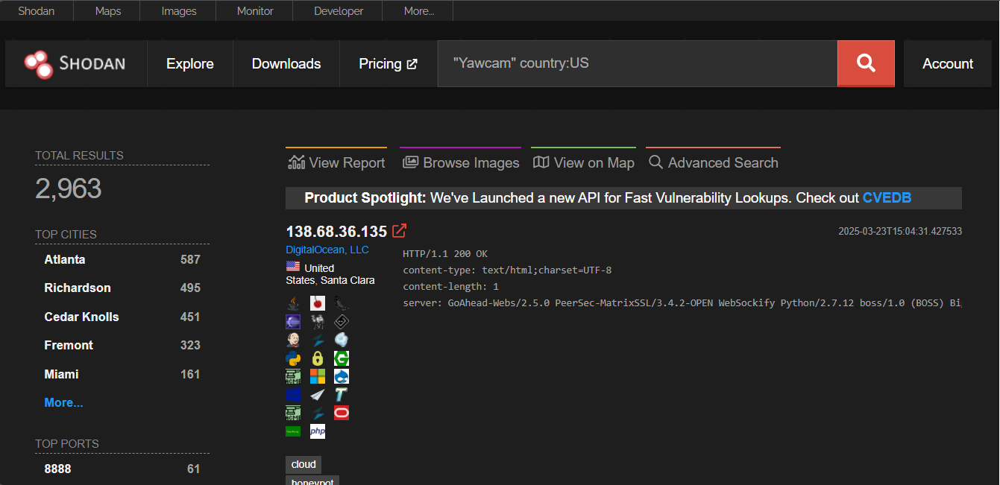 Shodan Maps Images Monitor Developer More...
SHODAN Explore Downloads Pricing "Yawcam" country:US Account
TOTAL RESULTS
2,963
TOP CITIES
Atlanta 587
Richardson 495
Cedar Knolls 451
Fremont 323
Miami 161
More...
TOP PORTS
8888 61
View Report Browse Images View on Map Advanced Search
Product Spotlight: We've Launched a new API for Fast Vulnerability Lookups. Check out CVEDB
138.68.36.135 2025-03-23T15:04:31.427533
DigitalOcean, LLC
United
States, Santa Clara
HTTP/1.1 200 OK
content-type: text/html;charset=UTF-8
content-length: 1
server: GoAhead-Webs/2.5.0 PeerSec-MatrixSSL/3.4.2-OPEN WebSockify Python/2.7.12 boss/1.0 (BOSS) Bi
php
cloud
honeypot